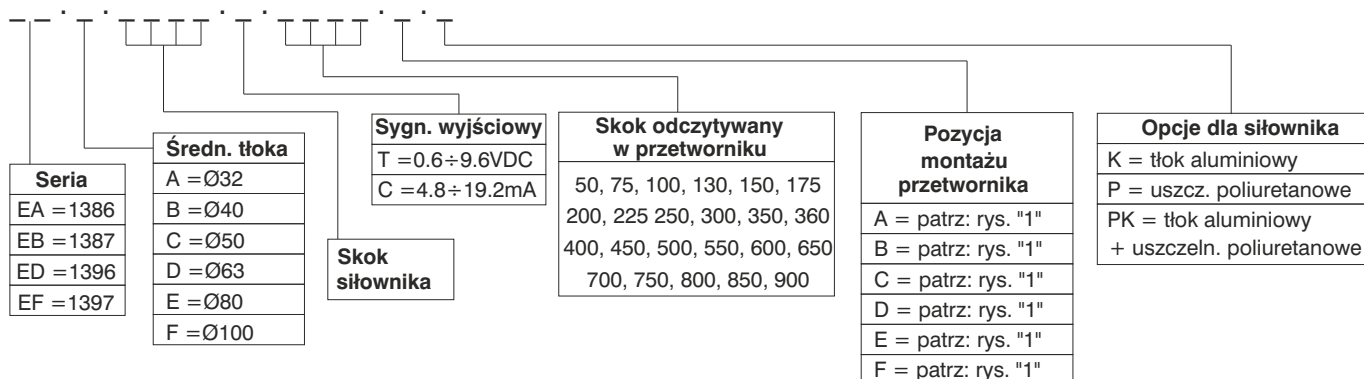 _ _ . _ . _ _ _ _ . _ . _ _ _ _ . _ . _
Seria
EA =1386
EB =1387
ED =1396
EF =1397
Średn. tłoka
A =Ø32
B =Ø40
C =Ø50
D =Ø63
E =Ø80
F =Ø100
Skok
siłownika
Sygn. wyjściowy
T =0.6÷9.6VDC
C =4.8÷19.2mA
Skok odczytywany
w przetworniku
50, 75, 100, 130, 150, 175
200, 225 250, 300, 350, 360
400, 450, 500, 550, 600, 650
700, 750, 800, 850, 900
Pozycja
montażu
przetwornika
A = patrz: rys. "1"
B = patrz: rys. "1"
C = patrz: rys. "1"
D = patrz: rys. "1"
E = patrz: rys. "1"
F = patrz: rys. "1"
Opcje dla siłownika
K = tłok aluminiowy
P = uszcz. poliuretanowe
PK = tłok aluminiowy
+ uszczeln. poliuretanowe